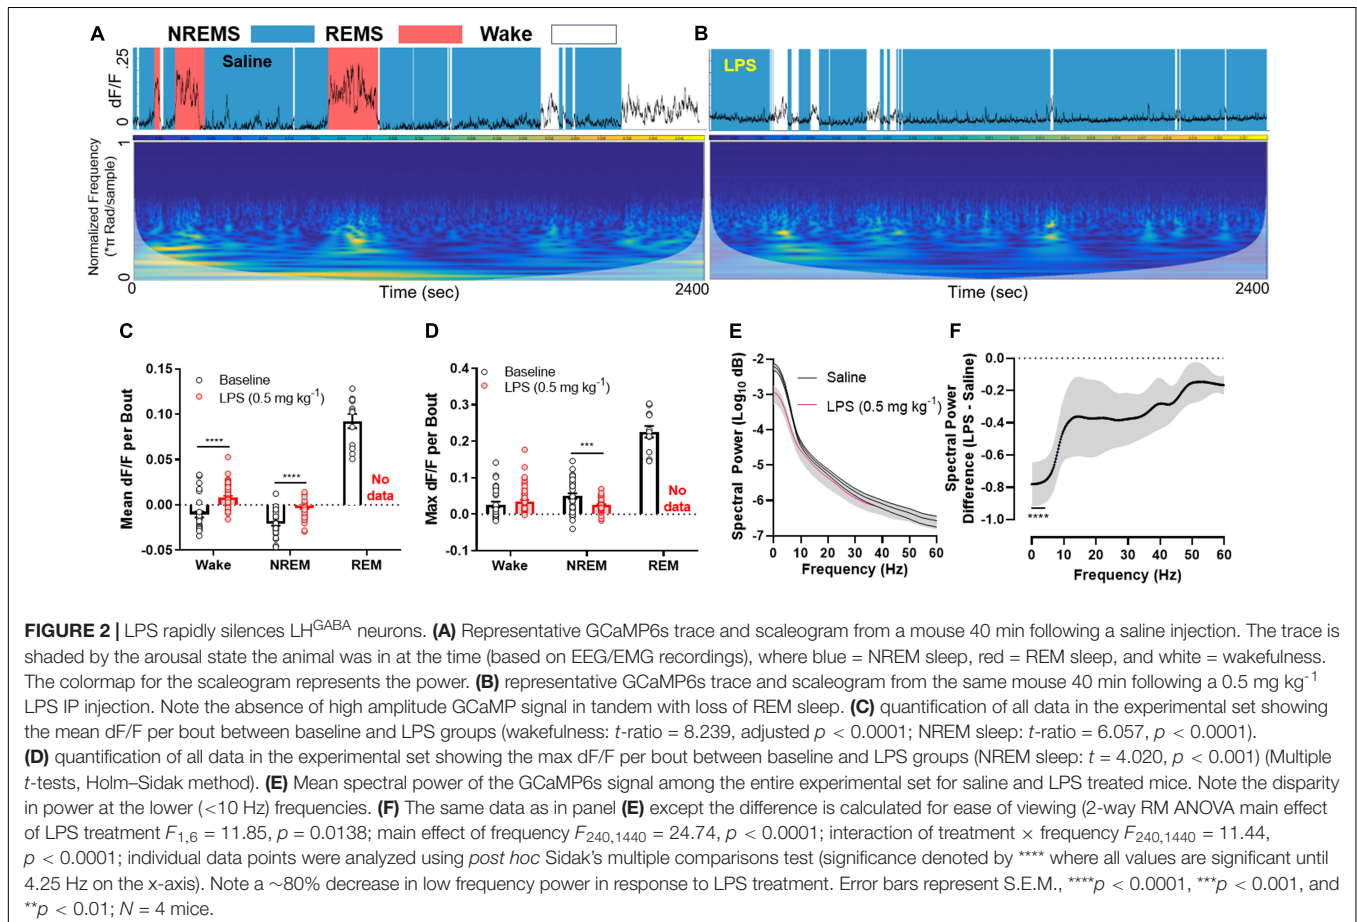 A NREMS REMS Wake
B
Saline
LPS
dF/F
.25
0
Normalized Frequency
(*π Rad/sample)
1
0
0 Time (sec) 2400
Time (sec) 2400
C
Mean dF/F per Bout
0.15
0.10
0.05
0.00
-0.05
Baseline
LPS (0.5 mg kg-1)
****
****
No
data
Wake NREM REM
D
Max dF/F per Bout
0.4
0.3
0.2
0.1
0.0
-0.1
Baseline
LPS (0.5 mg kg-1)
***
No
data
Wake NREM REM
E
Spectral Power (Log10 dB)
-2
-3
-4
-5
-6
-7
Saline
LPS (0.5 mg kg-1)
0 10 20 30 40 50 60
Frequency (Hz)
F
Spectral Power
Difference (LPS - Saline)
0.0
-0.2
-0.4
-0.6
-0.8
-1.0
****
0 10 20 30 40 50 60
Frequency (Hz)
FIGURE 2 | LPS rapidly silences LHGABA neurons. (A) Representative GCaMP6s trace and scaleogram from a mouse 40 min following a saline injection. The trace is
shaded by the arousal state the animal was in at the time (based on EEG/EMG recordings), where blue = NREM sleep, red = REM sleep, and white = wakefulness.
The colormap for the scaleogram represents the power. (B) representative GCaMP6s trace and scaleogram from the same mouse 40 min following a 0.5 mg kg-1
LPS IP injection. Note the absence of high amplitude GCaMP signal in tandem with loss of REM sleep. (C) quantification of all data in the experimental set showing
the mean dF/F per bout between baseline and LPS groups (wakefulness: t-ratio = 8.239, adjusted p < 0.0001; NREM sleep: t-ratio = 6.057, p < 0.0001).
(D) quantification of all data in the experimental set showing the max dF/F per bout between baseline and LPS groups (NREM sleep: t = 4.020, p < 0.001) (Multiple
t-tests, Holm–Sidak method). (E) Mean spectral power of the GCaMP6s signal among the entire experimental set for saline and LPS treated mice. Note the disparity
in power at the lower (<10 Hz) frequencies. (F) The same data as in panel (E) except the difference is calculated for ease of viewing (2-way RM ANOVA main effect
of LPS treatment F1,6 = 11.85, p = 0.0138; main effect of frequency F240,1440 = 24.74, p < 0.0001; interaction of treatment × frequency F240,1440 = 11.44,
p < 0.0001; individual data points were analyzed using post hoc Sidak's multiple comparisons test (significance denoted by **** where all values are significant until
4.25 Hz on the x-axis). Note a ∼80% decrease in low frequency power in response to LPS treatment. Error bars represent S.E.M., ****p < 0.0001, ***p < 0.001, and
**p < 0.01; N = 4 mice.